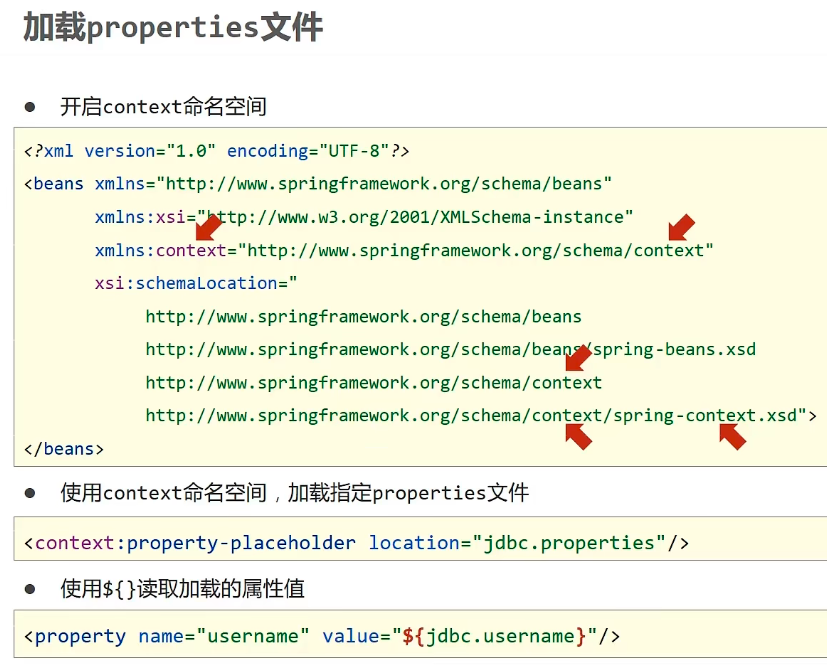 加载properties文件
● 开启context命名空间
<?xml version="1.0" encoding="UTF-8"?>
<beans xmlns="http://www.springframework.org/schema/beans"
xmlns:xsi="http://www.w3.org/2001/XMLSchema-instance"
xmlns:context="http://www.springframework.org/schema/context"
xsi:schemaLocation="
http://www.springframework.org/schema/beans
http://www.springframework.org/schema/beans/spring-beans.xsd
http://www.springframework.org/schema/context
http://www.springframework.org/schema/context/spring-context.xsd">
</beans>
● 使用context命名空间，加载指定properties文件
<context:property-placeholder location="jdbc.properties"/>
● 使用${}读取加载的属性值
<property name="username" value="${jdbc.username}"/>